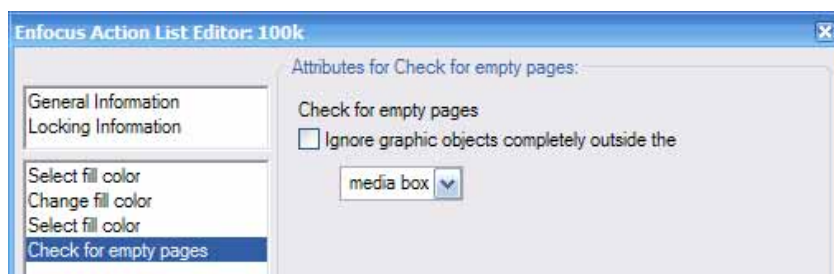 Enfocus Action List Editor: 100k
General Information
Locking Information
Select fill color
Change fill color
Select fill color
Check for empty pages
Attributes for Check for empty pages:
Check for empty pages
Ignore graphic objects completely outside the
media box